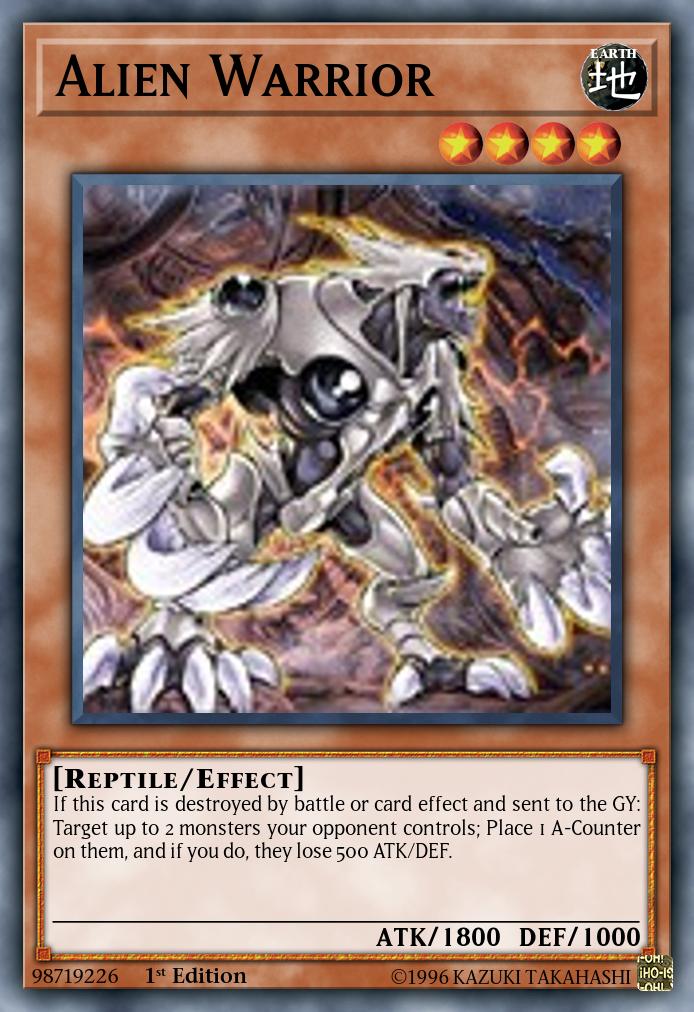 Alien Warrior
EARTH
地
[Reptile/Effect]
If this card is destroyed by battle or card effect and sent to the GY:
Target up to 2 monsters your opponent controls; Place 1 A-Counter
on them, and if you do, they lose 500 ATK/DEF.
ATK/1800 DEF/1000
98719226 1st Edition ©1996 KAZUKI TAKAHASHI